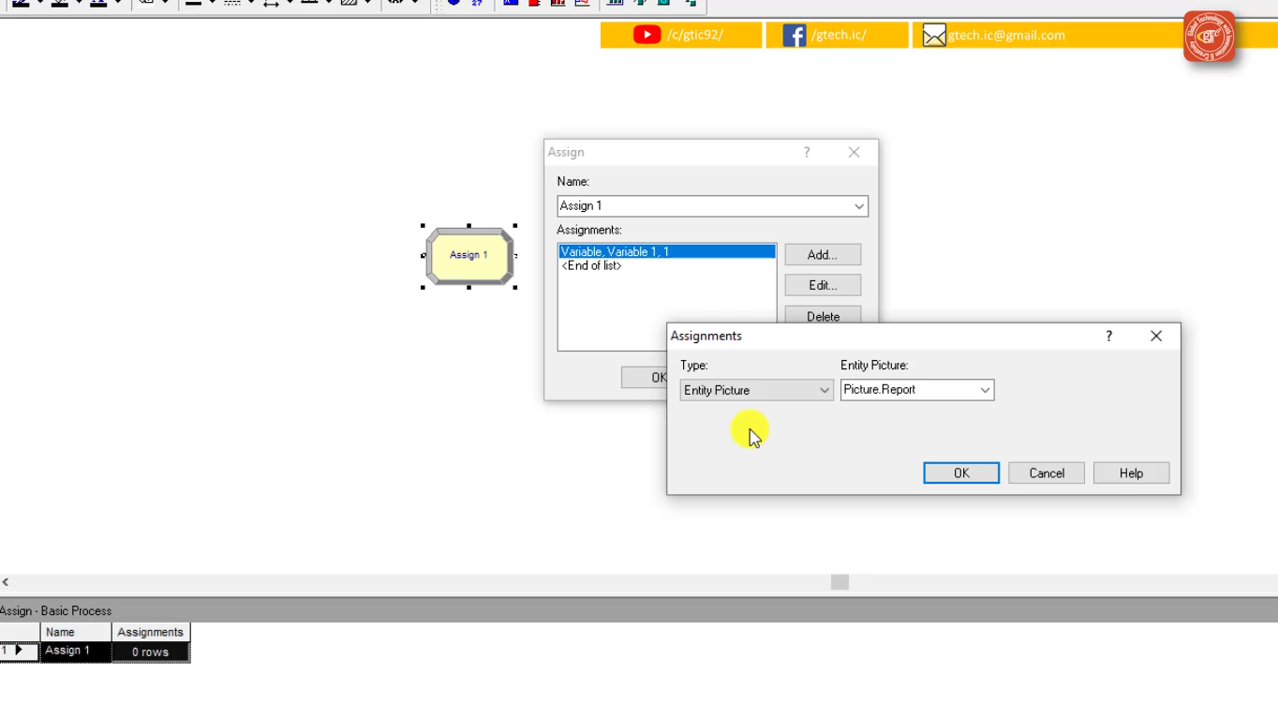 27
/c/gtic92/
/gtech.ic/
gtech.ic@gmail.com
Assign
?
Name:
Assign 1
Assignments:
Variable, Variable 1, 1
<End of list>
Add...
Edit...
Delete
OK
Assign 1
Assignments
?
Type:
Entity Picture:
Entity Picture
Picture.Report
OK
Cancel
Help
Assign - Basic Process
Name
Assignments
1
Assign 1
0 rows